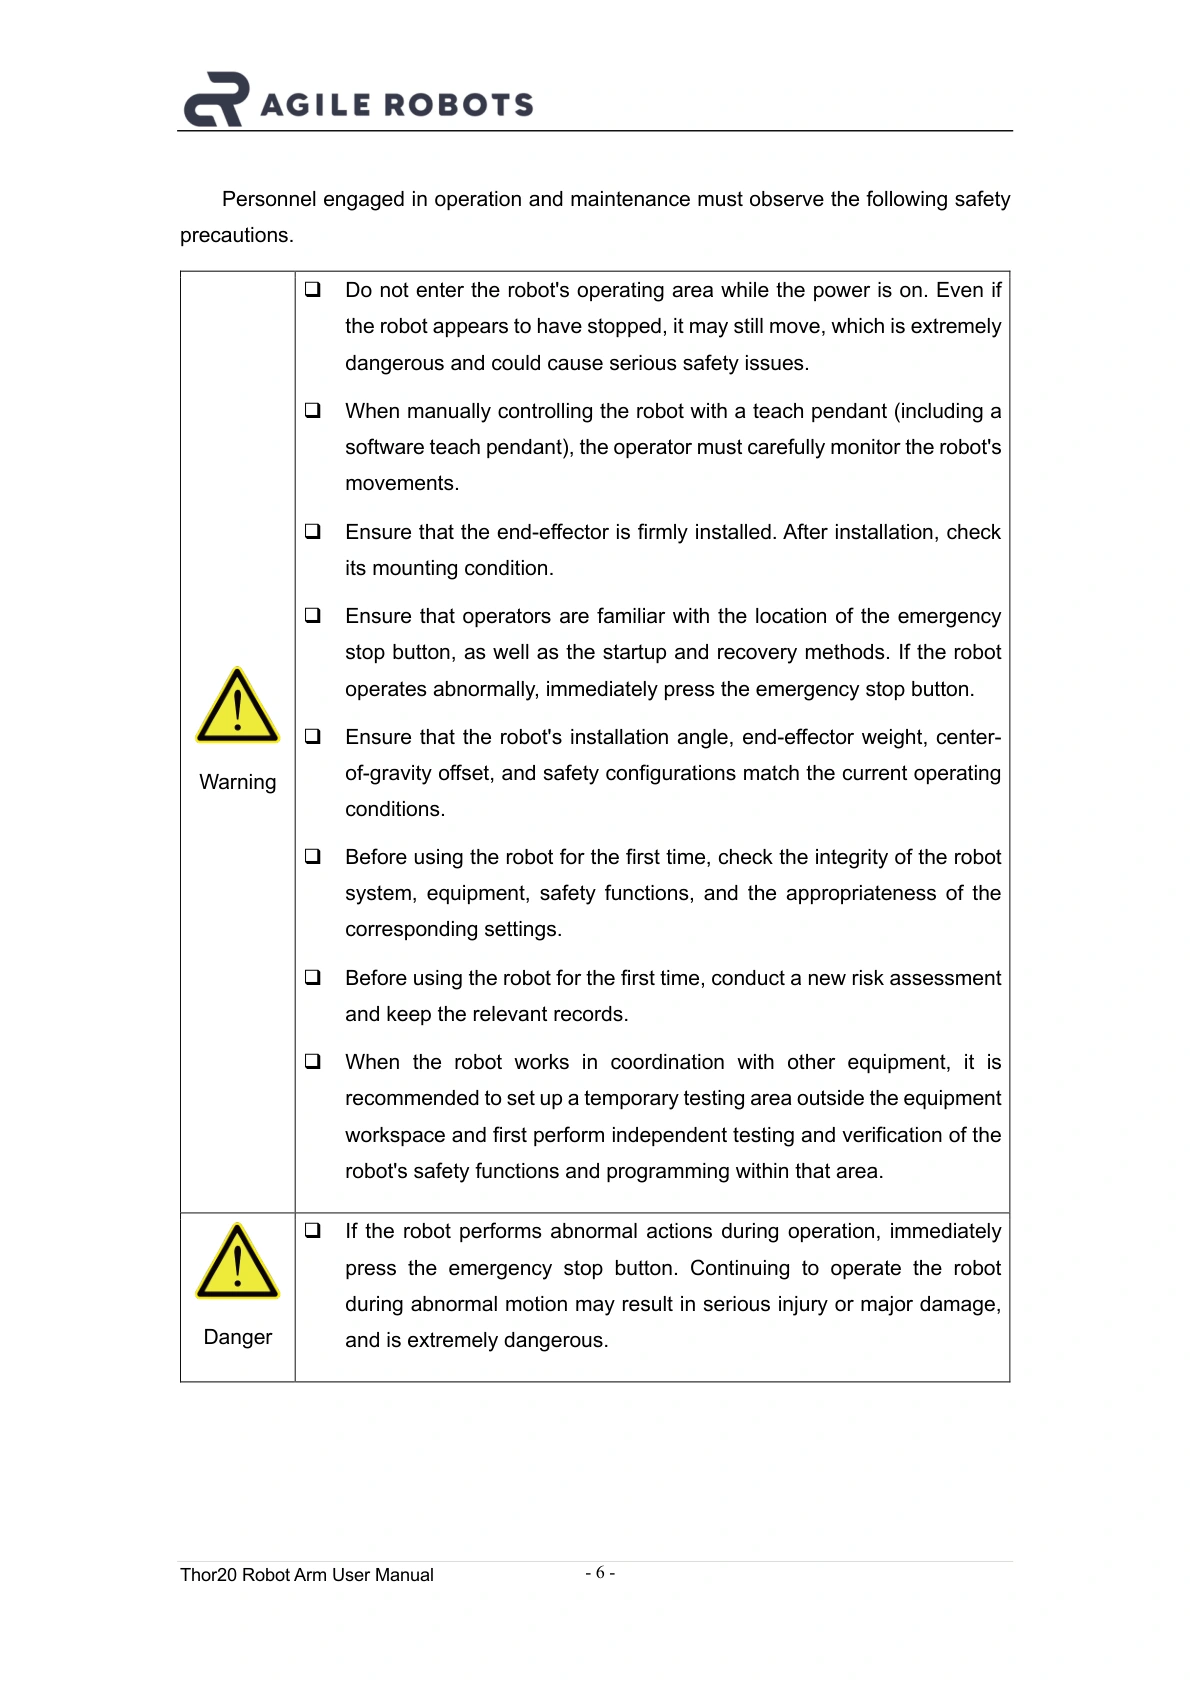 AGILE ROBOTS
Personnel engaged in operation and maintenance must observe the following safety
precautions.
Do not enter the robot's operating area while the power is on. Even if
the robot appears to have stopped, it may still move, which is extremely
dangerous and could cause serious safety issues.
When manually controlling the robot with a teach pendant (including a
software teach pendant), the operator must carefully monitor the robot's
movements.
Ensure that the end-effector is firmly installed. After installation, check
its mounting condition.
Ensure that operators are familiar with the location of the emergency
stop button, as well as the startup and recovery methods. If the robot
operates abnormally, immediately press the emergency stop button.
Ensure that the robot's installation angle, end-effector weight, center-
of-gravity offset, and safety configurations match the current operating
conditions.
Before using the robot for the first time, check the integrity of the robot
system, equipment, safety functions, and the appropriateness of the
corresponding settings.
Before using the robot for the first time, conduct a new risk assessment
and keep the relevant records.
When the robot works in coordination with other equipment, it is
recommended to set up a temporary testing area outside the equipment
workspace and first perform independent testing and verification of the
robot's safety functions and programming within that area.
Warning
If the robot performs abnormal actions during operation, immediately
press the emergency stop button. Continuing to operate the robot
during abnormal motion may result in serious injury or major damage,
and is extremely dangerous.
Danger
Thor20 Robot Arm User Manual
- 6 -